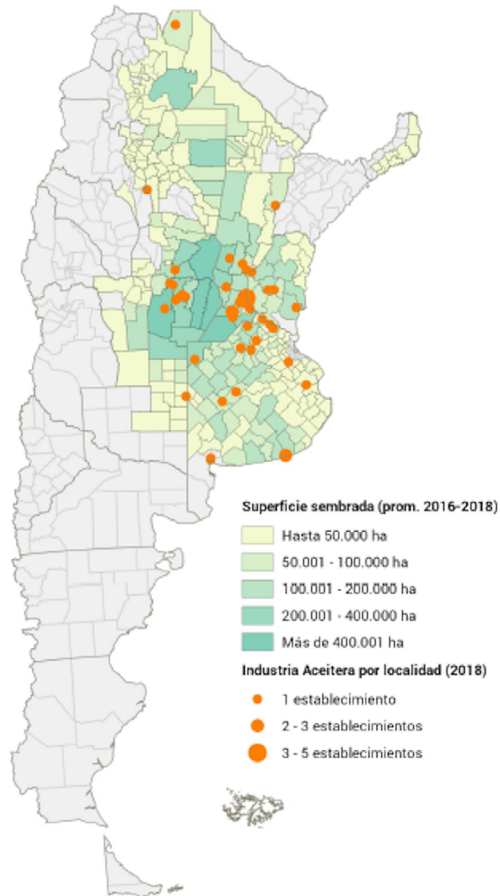 Superficie sembrada (prom. 2016-2018)
Hasta 50.000 ha
50.001 - 100.000 ha
100.001 - 200.000 ha
200.001 - 400.000 ha
Más de 400.001 ha
Industria Aceitera por localidad (2018)
1 establecimiento
2 - 3 establecimientos
3 - 5 establecimientos